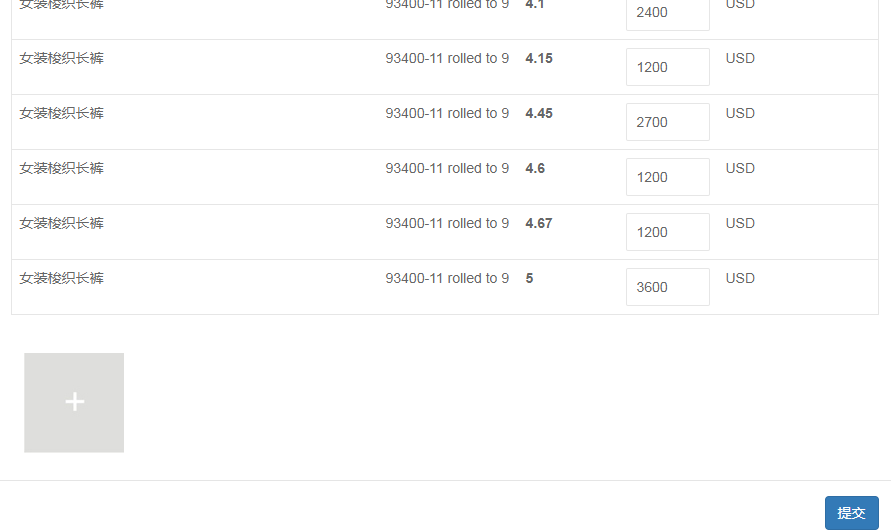 女装梭织长裤 93400-11 rolled to 9 4.1 2400 USD
女装梭织长裤 93400-11 rolled to 9 4.15 1200 USD
女装梭织长裤 93400-11 rolled to 9 4.45 2700 USD
女装梭织长裤 93400-11 rolled to 9 4.6 1200 USD
女装梭织长裤 93400-11 rolled to 9 4.67 1200 USD
女装梭织长裤 93400-11 rolled to 9 5 3600 USD
+
提交